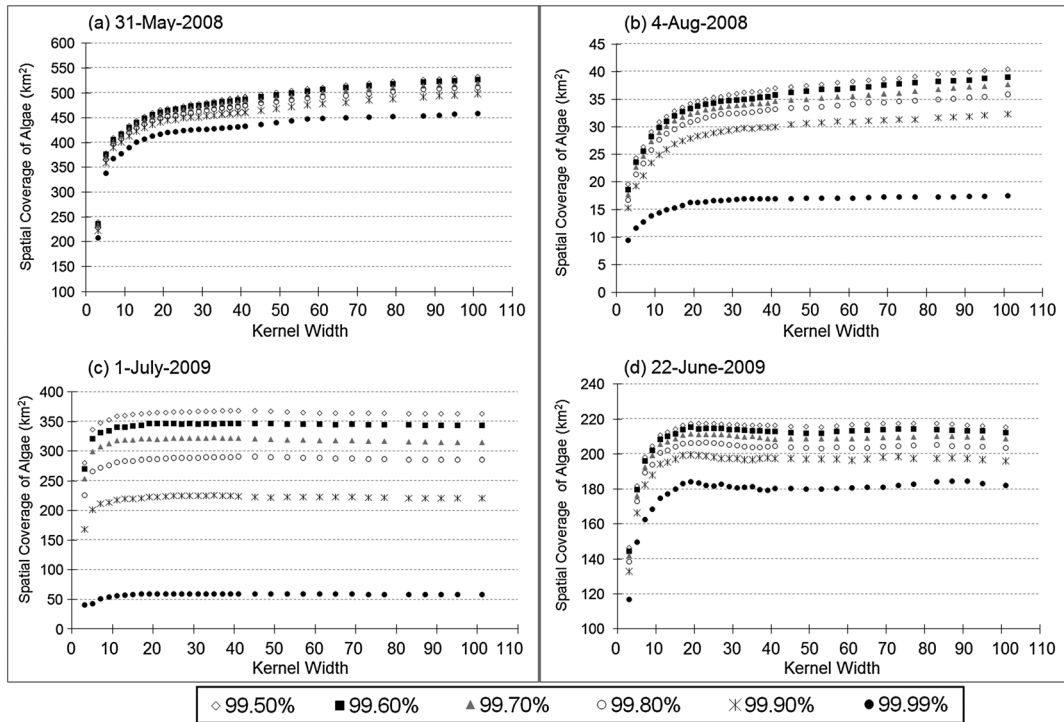 (a) 31-May-2008
Spatial Coverage of Algae (km²)
600
550
500
450
400
350
300
250
200
150
100
0 10 20 30 40 50 60 70 80 90 100 110
Kernel Width
(b) 4-Aug-2008
Spatial Coverage of Algae (km²)
45
40
35
30
25
20
15
10
5
0
0 10 20 30 40 50 60 70 80 90 100 110
Kernel Width
(c) 1-July-2009
Spatial Coverage of Algae (km²)
400
350
300
250
200
150
100
50
0
0 10 20 30 40 50 60 70 80 90 100 110
Kernel Width
(d) 22-June-2009
Spatial Coverage of Algae (km²)
240
220
200
180
160
140
120
100
0 10 20 30 40 50 60 70 80 90 100 110
Kernel Width
99.50% 99.60% 99.70% 99.80% 99.90% 99.99%